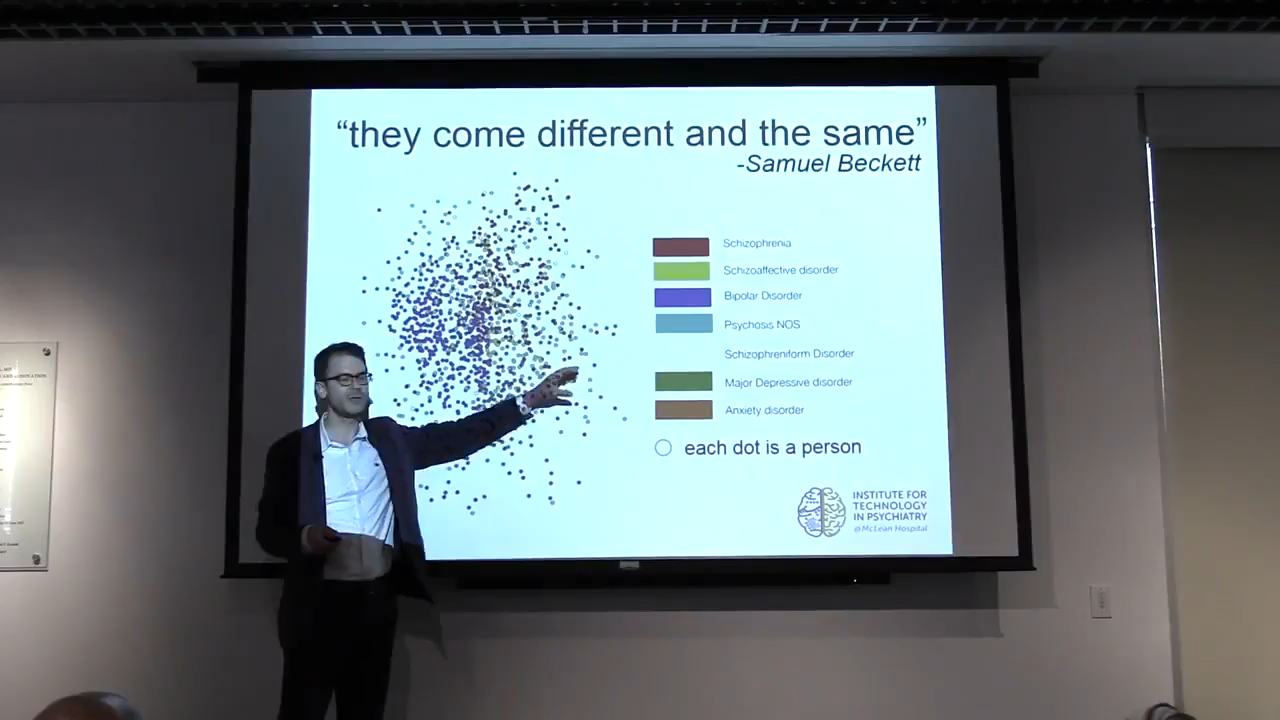 “they come different and the same”
-Samuel Beckett
Schizophrenia
Schizoaffective disorder
Bipolar Disorder
Psychosis NOS
Schizophreniform Disorder
Major Depressive disorder
Anxiety disorder
each dot is a person
INSTITUTE FOR
TECHNOLOGY
IN PSYCHIATRY
@McLean Hospital